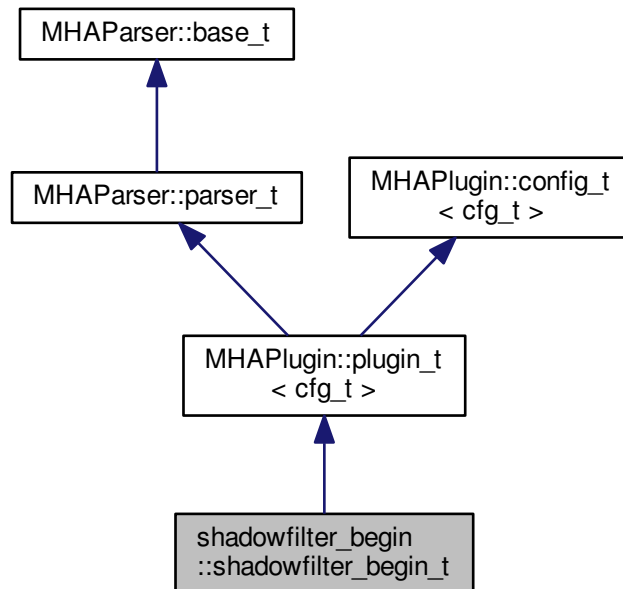 MHAParser::base_t
MHAParser::parser_t
MHAPlugin::config_t
< cfg_t >
MHAPlugin::plugin_t
< cfg_t >
shadowfilter_begin
::shadowfilter_begin_t